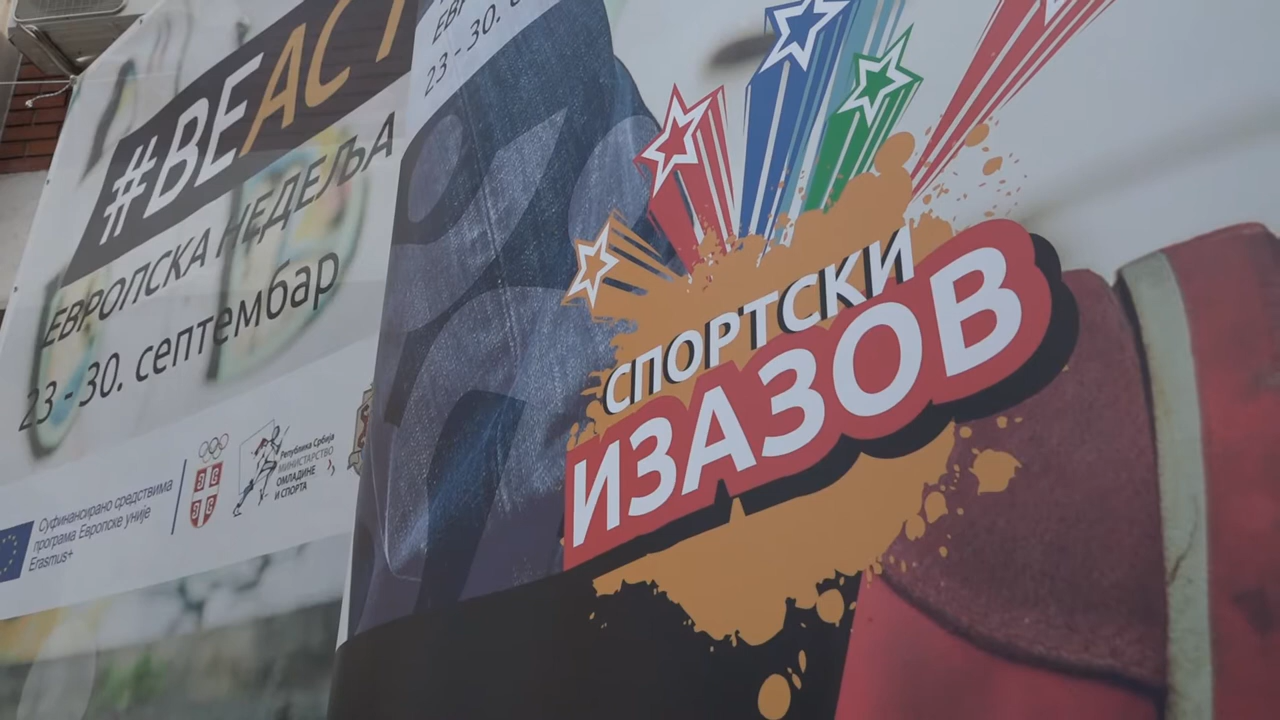 #BEACT
ЕВРОПСКА НЕДЕЉА
23 - 30. септембар
Суфинансирано средствима
програма Европске уније
Erasmus+
Република Србија
МИНИСТАРСТВО
ОМЛАДИНЕ
И СПОРТА
23 - 30.
СПОРТСКИ
ИЗАЗОВ